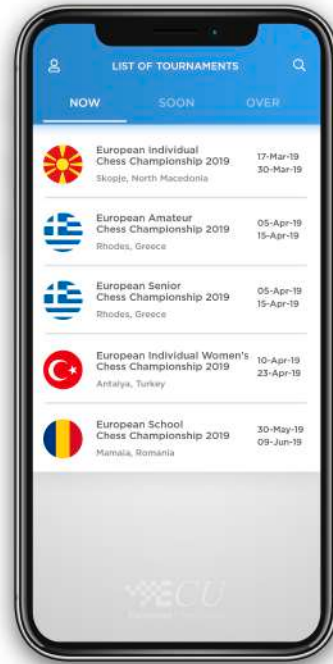 LIST OF TOURNAMENTS
NOW SOON OVER
European Individual
Chess Championship 2019
Skopje, North Macedonia
17-Mar-19
30-Mar-19
European Amateur
Chess Championship 2019
Rhodes, Greece
05-Apr-19
15-Apr-19
European Senior
Chess Championship 2019
Rhodes, Greece
05-Apr-19
15-Apr-19
European Individual Women's
Chess Championship 2019
Antalya, Turkey
10-Apr-19
23-Apr-19
European School
Chess Championship 2019
Mamaia, Romania
30-May-19
09-Jun-19
ECU